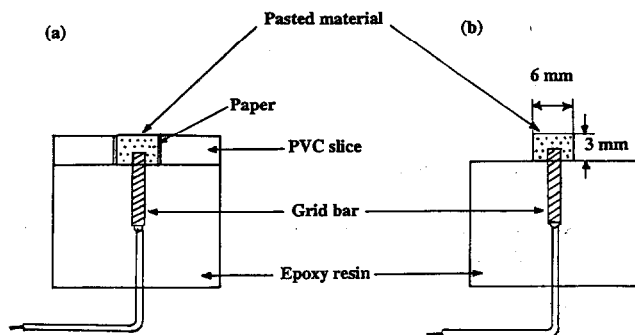 (a)
Pasted material
(b)
6 mm
Paper
PVC slice
3 mm
Grid bar
Epoxy resin